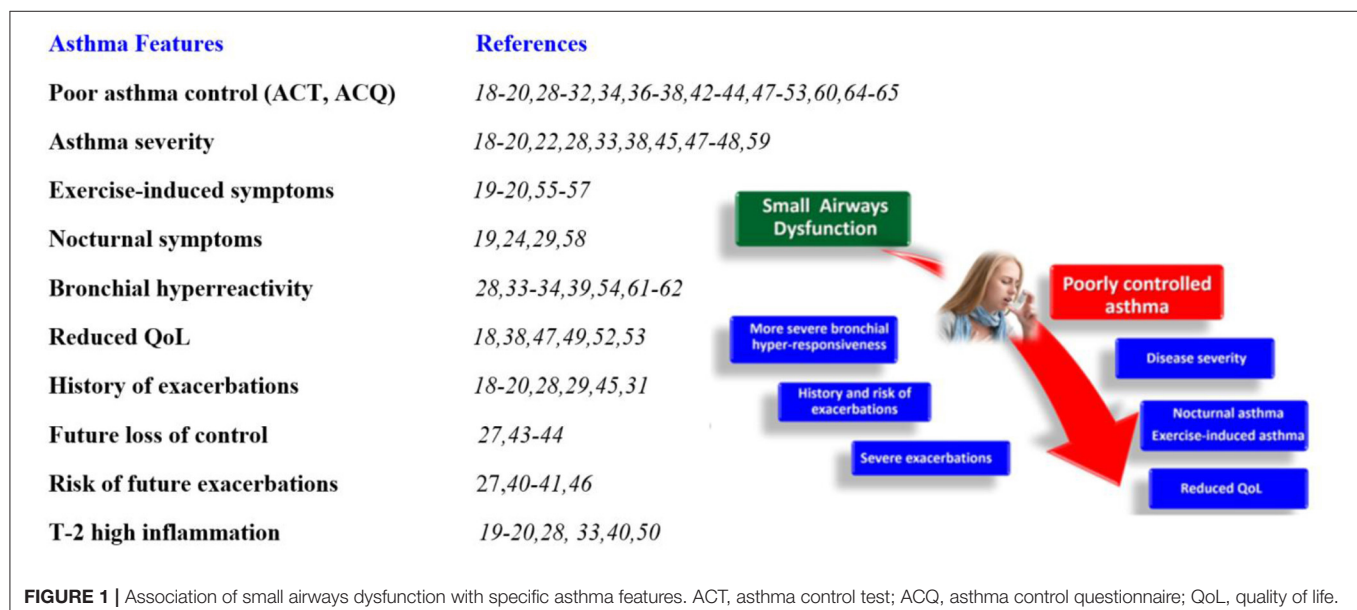 Asthma Features References
Poor asthma control (ACT, ACQ) 18-20,28-32,34,36-38,42-44,47-53,60,64-65
Asthma severity 18-20,22,28,33,38,45,47-48,59
Exercise-induced symptoms 19-20,55-57
Nocturnal symptoms 19,24,29,58
Bronchial hyperreactivity 28,33-34,39,54,61-62
Reduced QoL 18,38,47,49,52,53
History of exacerbations 18-20,28,29,45,31
Future loss of control 27,43-44
Risk of future exacerbations 27,40-41,46
T-2 high inflammation 19-20,28, 33,40,50
Small Airways
Dysfunction
Poorly controlled
asthma
More severe bronchial
hyper-responsiveness
Disease severity
History and risk of
exacerbations
Nocturnal asthma
Exercise-induced asthma
Severe exacerbations
Reduced QoL
FIGURE 1 | Association of small airways dysfunction with specific asthma features. ACT, asthma control test; ACQ, asthma control questionnaire; QoL, quality of life.